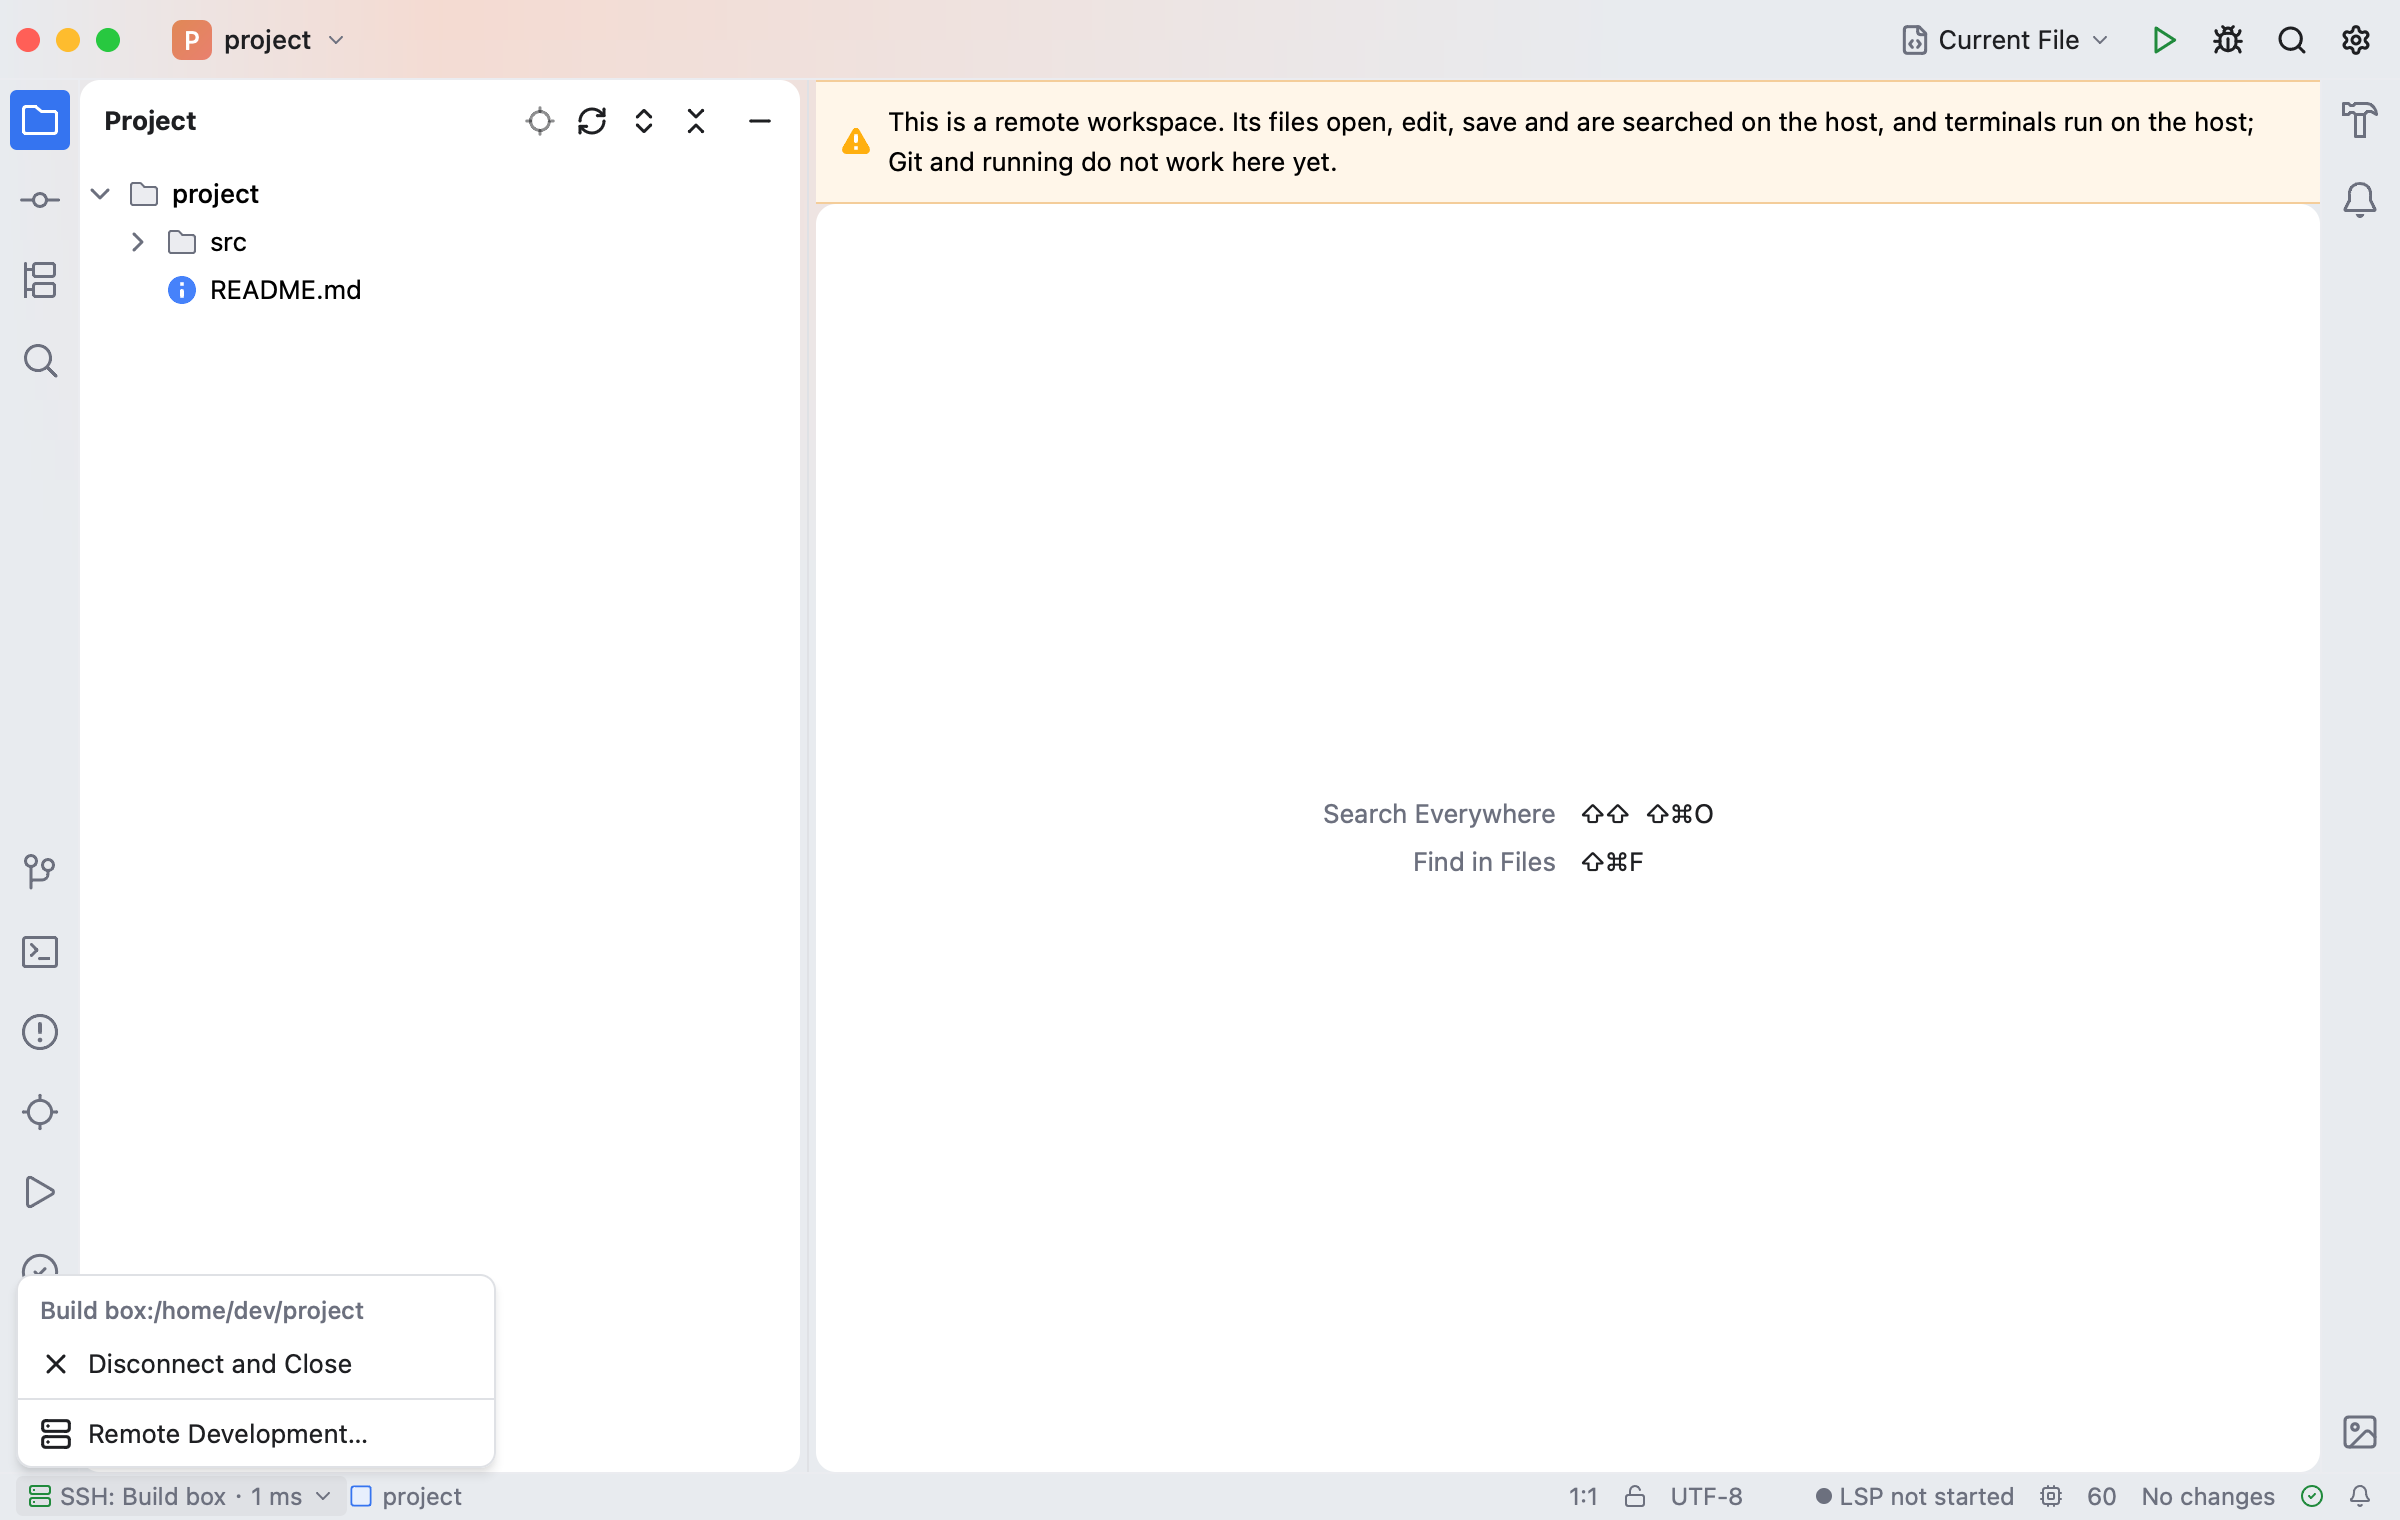 P project
Current File
Project
project
src
README.md
This is a remote workspace. Its files open, edit, save and are searched on the host, and terminals run on the host;
Git and running do not work here yet.
Search Everywhere ⇧⇧ ⇧⌘O
Find in Files ⇧⌘F
Build box:/home/dev/project
Disconnect and Close
Remote Development...
SSH: Build box · 1 ms
project
1:1
UTF-8
LSP not started
60
No changes